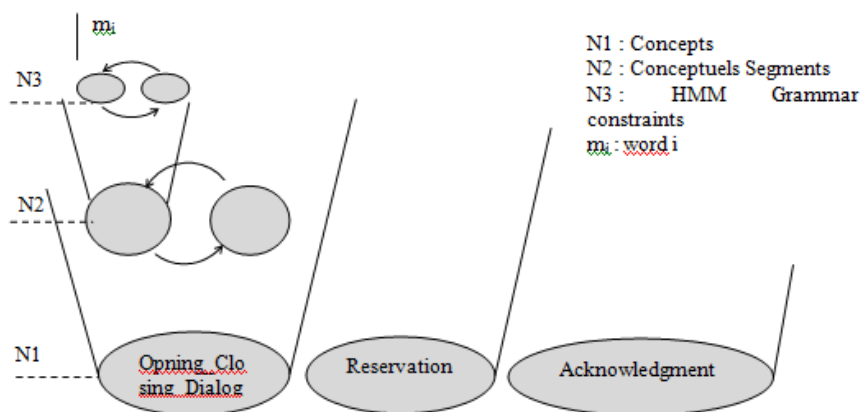 mᵢ
N3
N2
N1
Opning_Clo
sing_Dialog
Reservation
Acknowledgment
N1 : Concepts
N2 : Conceptuels Segments
N3 : HMM Grammar
constraints
mᵢ : word i